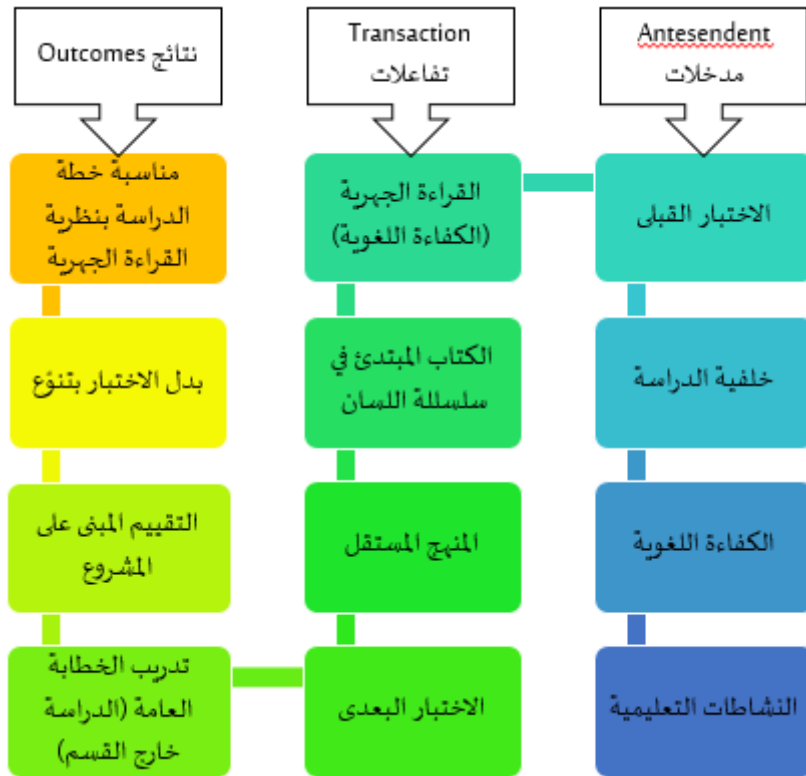 Antesendent
مدخلات
الاختبار القبلى
خلفية الدراسة
الكفاءة اللغوية
النشاطات التعليمية
Transaction
تفاعلات
القراءة الجهرية
(الكفاءة اللغوية)
الكتاب المبتدئ في
سلسللة اللسان
المنهج المستقل
الاختبار البعدى
نتائج Outcomes
مناسبة خطة
الدراسة بنظرية
القراءة الجهرية
بدل الاختبار بتنوّع
التقييم المبنى على
المشروع
تدريب الخطابة
العامة (الدراسة
خارج القسم)